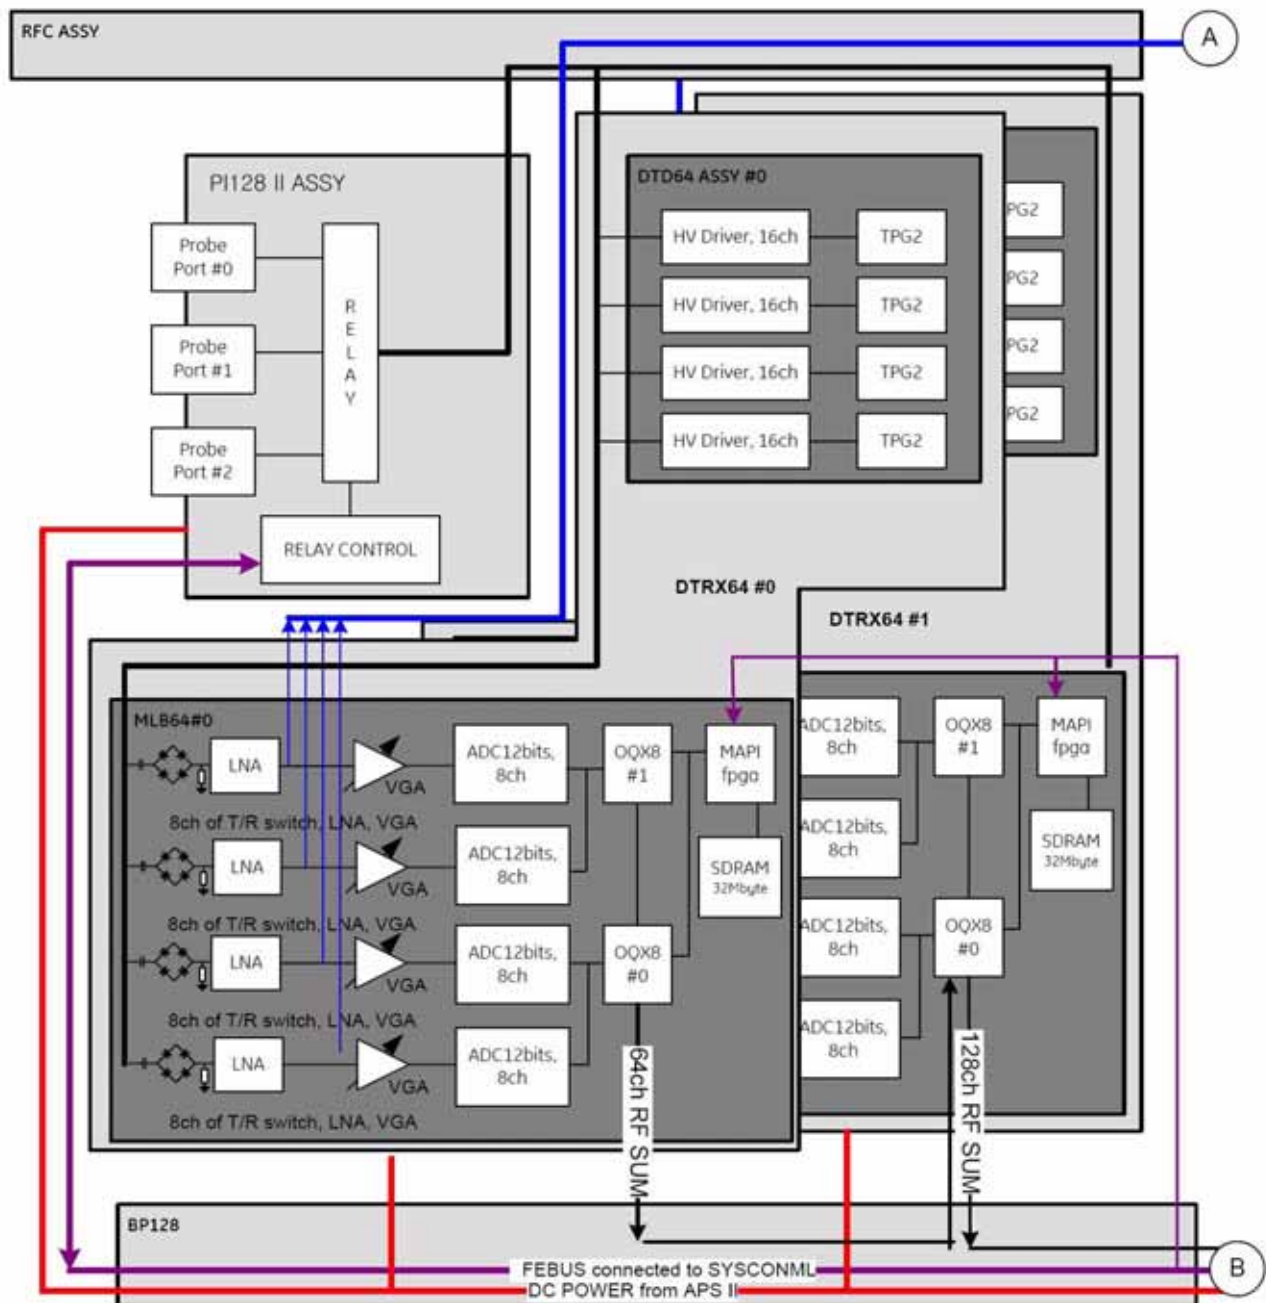 RFC ASSY
A
PI128 II ASSY
Probe
Port #0
Probe
Port #1
Probe
Port #2
R
E
L
A
Y
RELAY CONTROL
DTD64 ASSY #0
HV Driver, 16ch
TPG2
HV Driver, 16ch
TPG2
HV Driver, 16ch
TPG2
HV Driver, 16ch
TPG2
PG2
PG2
PG2
PG2
DTRX64 #0
DTRX64 #1
MLB64#0
LNA
VGA
8ch of T/R switch, LNA, VGA
LNA
VGA
8ch of T/R switch, LNA, VGA
LNA
VGA
8ch of T/R switch, LNA, VGA
LNA
VGA
8ch of T/R switch, LNA, VGA
ADC12bits,
8ch
ADC12bits,
8ch
ADC12bits,
8ch
ADC12bits,
8ch
OQX8
#1
OQX8
#0
MAPI
fpga
SDRAM
32Mbyte
64ch RF SUM
ADC12bits,
8ch
ADC12bits,
8ch
ADC12bits,
8ch
ADC12bits,
8ch
OQX8
#1
OQX8
#0
MAPI
fpga
SDRAM
32Mbyte
128ch RF SUM
BP128
FEBUS connected to SYSCONML
DC POWER from APS II
B